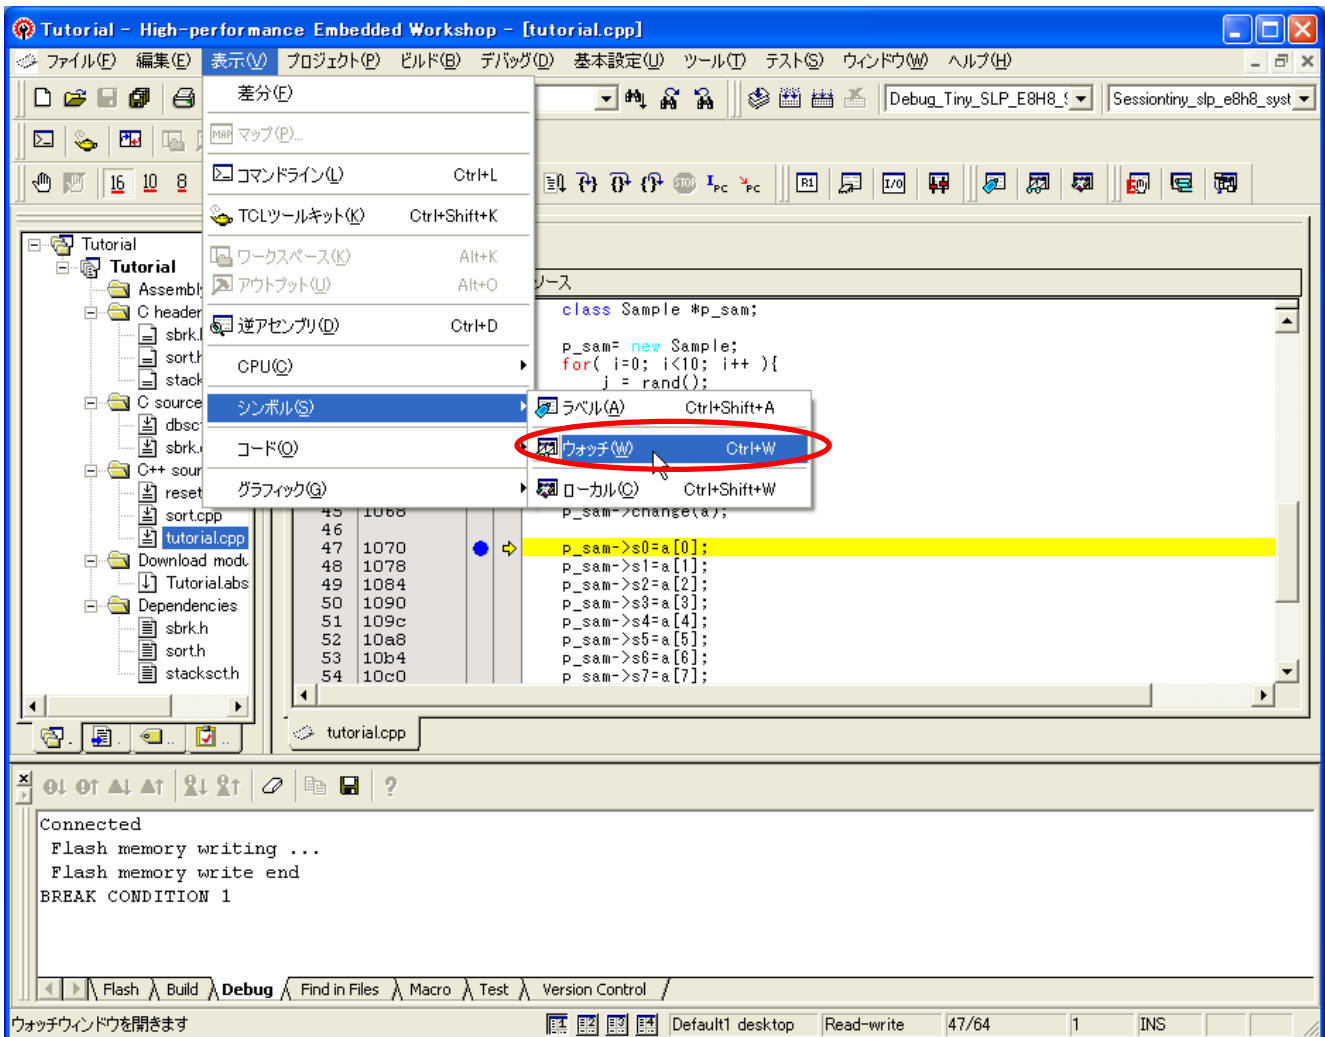 Tutorial - High-performance Embedded Workshop - [tutorial.cpp]
ファイル(F) 編集(E) 表示(V) プロジェクト(P) ビルド(B) デバッグ(D) 基本設定(U) ツール(T) テスト(S) ウィンドウ(W) ヘルプ(H)
Debug_Tiny_SLP_E8H8_
Sessiontiny_slp_e8h8_syst
16 10 8
PC PC R1 I/O
差分(F)
MAP マップ(P)...
コマンドライン(L) Ctrl+L
TCLツールキット(K) Ctrl+Shift+K
ワークスペース(K) Alt+K
アウトプット(U) Alt+O
逆アセンブリ(D) Ctrl+D
CPU(C)
シンボル(S)
コード(O)
グラフィック(G)
ラベル(A) Ctrl+Shift+A
ウォッチ(W) Ctrl+W
ローカル(C) Ctrl+Shift+W
Tutorial
Tutorial
Assembl
C header
sbrk.
sort.h
stack
C source
dbsc
sbrk.
C++ sour
reset
sort.cpp
tutorial.cpp
Download modu
Tutorial.abs
Dependencies
sbrk.h
sort.h
stacksct.h
ソース
class Sample *p_sam;
p_sam= new Sample;
for( i=0; i<10; i++ ){
j = rand();
45 1068 p_sam->change(a);
46
47 1070 p_sam->s0=a[0];
48 1078 p_sam->s1=a[1];
49 1084 p_sam->s2=a[2];
50 1090 p_sam->s3=a[3];
51 109c p_sam->s4=a[4];
52 10a8 p_sam->s5=a[5];
53 10b4 p_sam->s6=a[6];
54 10c0 p_sam->s7=a[7];
tutorial.cpp
Connected
Flash memory writing ...
Flash memory write end
BREAK CONDITION 1
Flash Build Debug Find in Files Macro Test Version Control
ウォッチウィンドウを開きます
1 2 3 4 Default1 desktop Read-write 47/64 1 INS